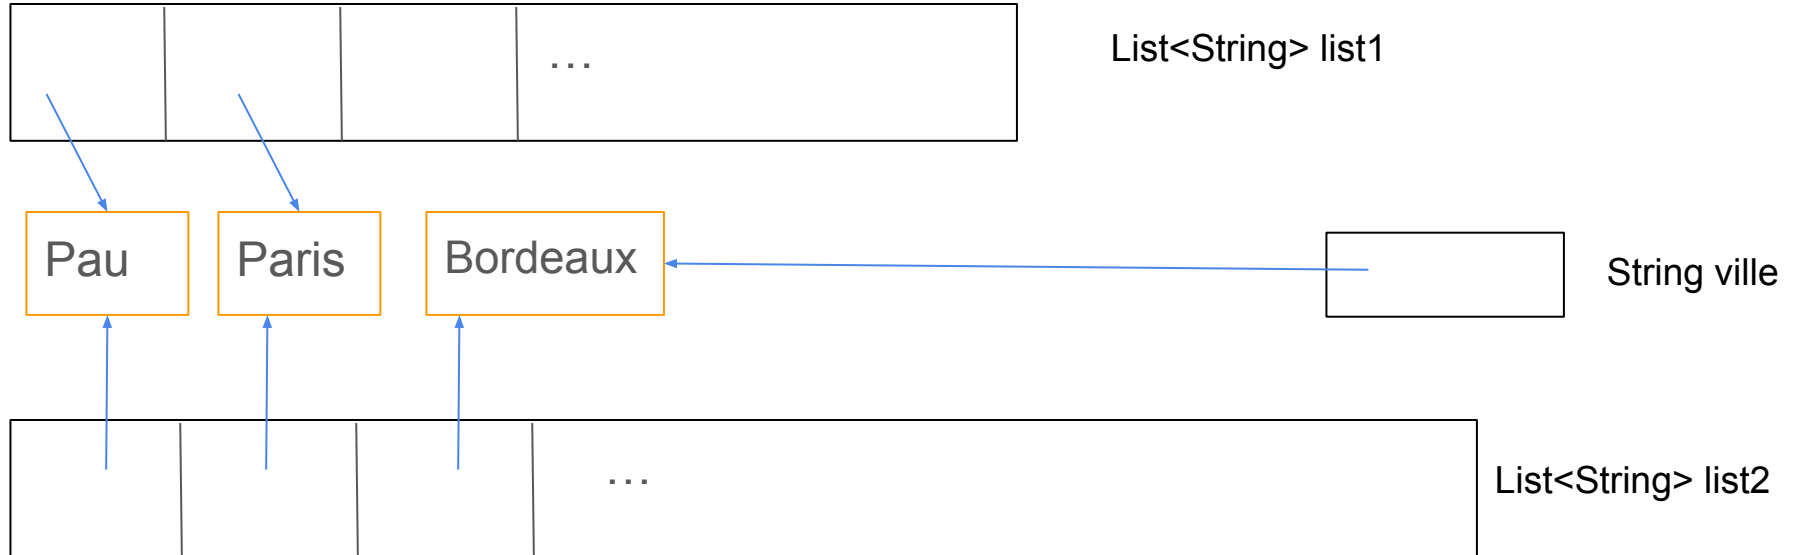 ...
List<String> list1
Pau
Paris
Bordeaux
String ville
...
List<String> list2